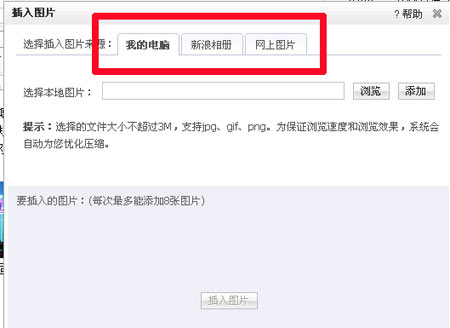 插入图片 ?帮助
选择插入图片来源: 我的电脑 新浪相册 网上图片
选择本地图片: 浏览 添加
提示:选择的文件大小不超过3M,支持jpg、gif、png。为保证浏览速度和浏览效果,系统会
自动为您优化压缩。
要插入的图片:(每次最多能添加8张图片)
插入图片